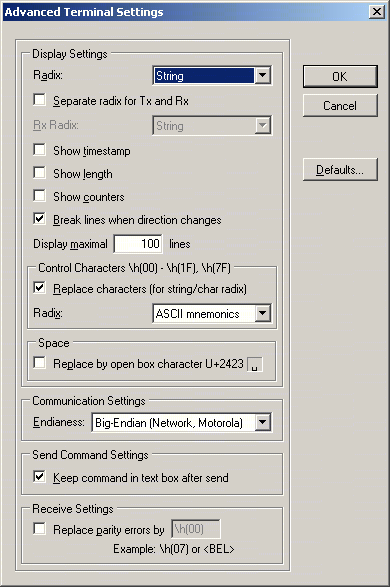 Advanced Terminal Settings
Display Settings
Radix: String
Separate radix for Tx and Rx
Rx Radix: String
Show timestamp
Show length
Show counters
Break lines when direction changes
Display maximal 100 lines
Control Characters \h(00) - \h(1F), \h(7F)
Replace characters (for string/char radix)
Radix: ASCII mnemonics
Space
Replace by open box character U+2423 ␣
Communication Settings
Endianess: Big-Endian (Network, Motorola)
Send Command Settings
Keep command in text box after send
Receive Settings
Replace parity errors by \h(00)
Example: \h(07) or <BEL>
OK
Cancel
Defaults...